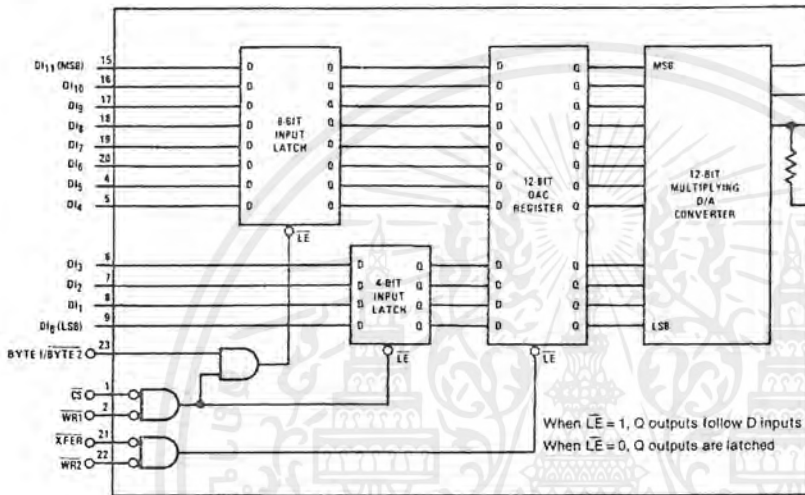 DI11 (MSB) 15
DI10 16
DI9 17
DI8 18
DI7 19
DI6 20
DI5 4
DI4 5
DI3 6
DI2 7
DI1 8
DI0 (LSB) 9
BYTE 1/BYTE 2 23
CS 1
WR1 2
XFER 21
WR2 22
D Q
D Q
D Q
D Q
D Q
D Q
D Q
D Q
8-BIT
INPUT
LATCH
LE
D Q
D Q
D Q
D Q
4-BIT
INPUT
LATCH
LE
D Q
D Q
D Q
D Q
D Q
D Q
D Q
D Q
D Q
D Q
D Q
D Q
12-BIT
DAC
REGISTER
LE
MSB
12-BIT
MULTIPLYING
D/A
CONVERTER
LSB
When LE = 1, Q outputs follow D inputs
When LE = 0, Q outputs are latched